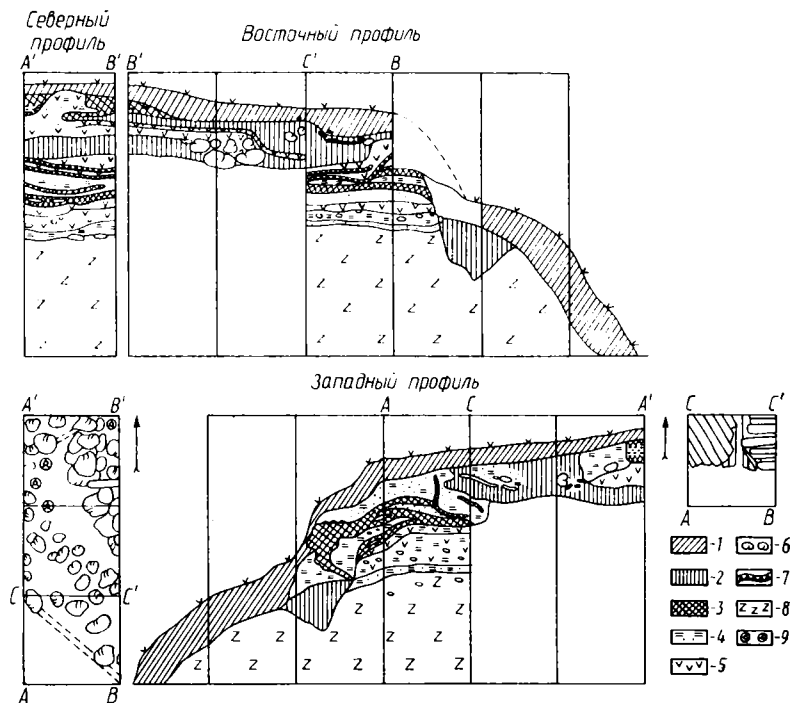 Северный
профиль
A' B'
Восточный профиль
B' C' B
Западный профиль
A' B'
C C'
A B
A C A'
C C'
A B
-1
-2
-3
-4
-5
-6
-7
z z z -8
-9